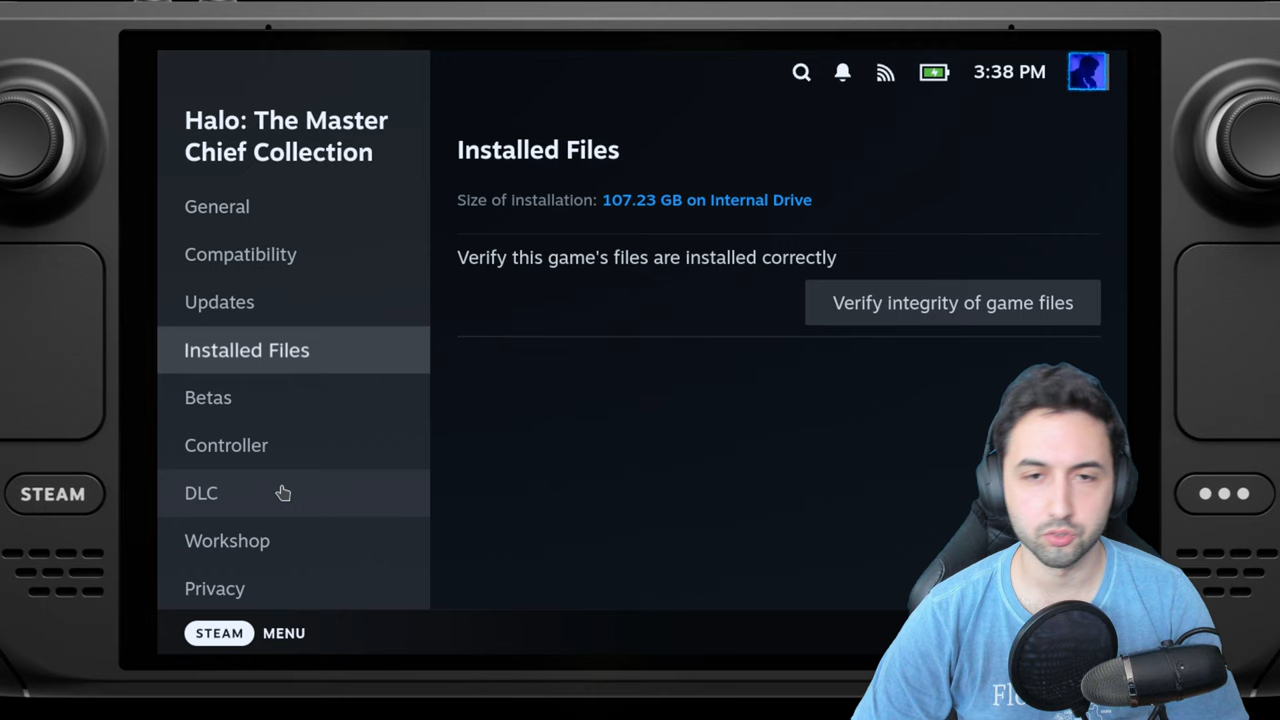 3:38 PM
Halo: The Master
Chief Collection
General
Compatibility
Updates
Installed Files
Betas
Controller
DLC
Workshop
Privacy
Installed Files
Size of installation: 107.23 GB on Internal Drive
Verify this game's files are installed correctly
Verify integrity of game files
STEAM
STEAM MENU